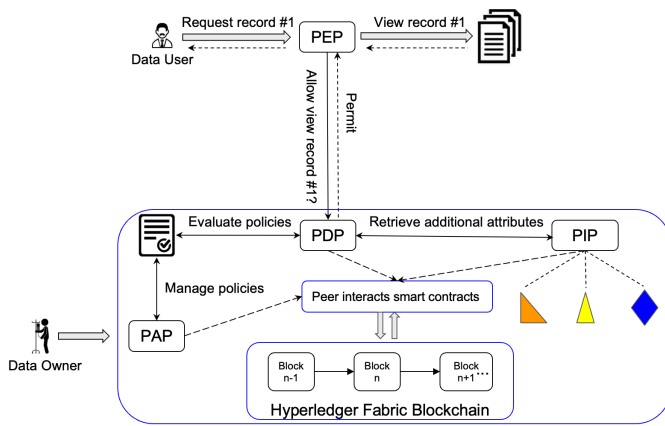 Request record #1
View record #1
PEP
Data User
Allow view record #1?
Permit
Evaluate policies
PDP
Retrieve additional attributes
PIP
Manage policies
Peer interacts smart contracts
PAP
Data Owner
Block
n-1
Block
n
Block
n+1
...
Hyperledger Fabric Blockchain